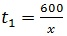 t₁ = 600/x